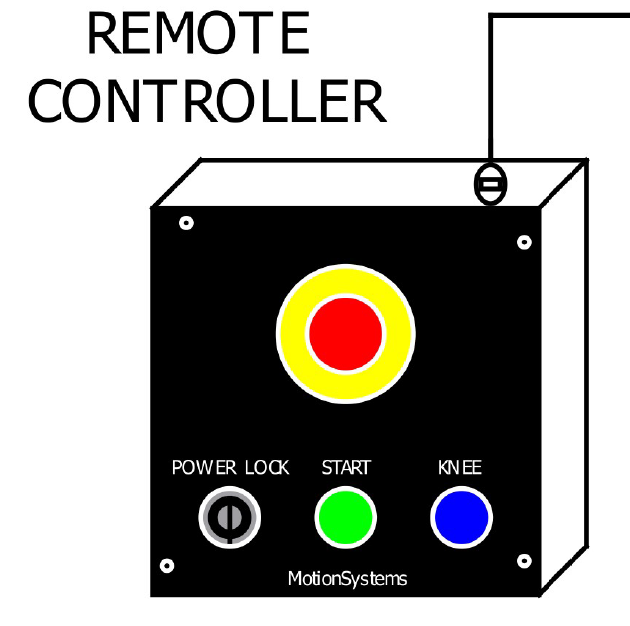 REMOTE
CONTROLLER
POWER LOCK START KNEE
MotionSystems